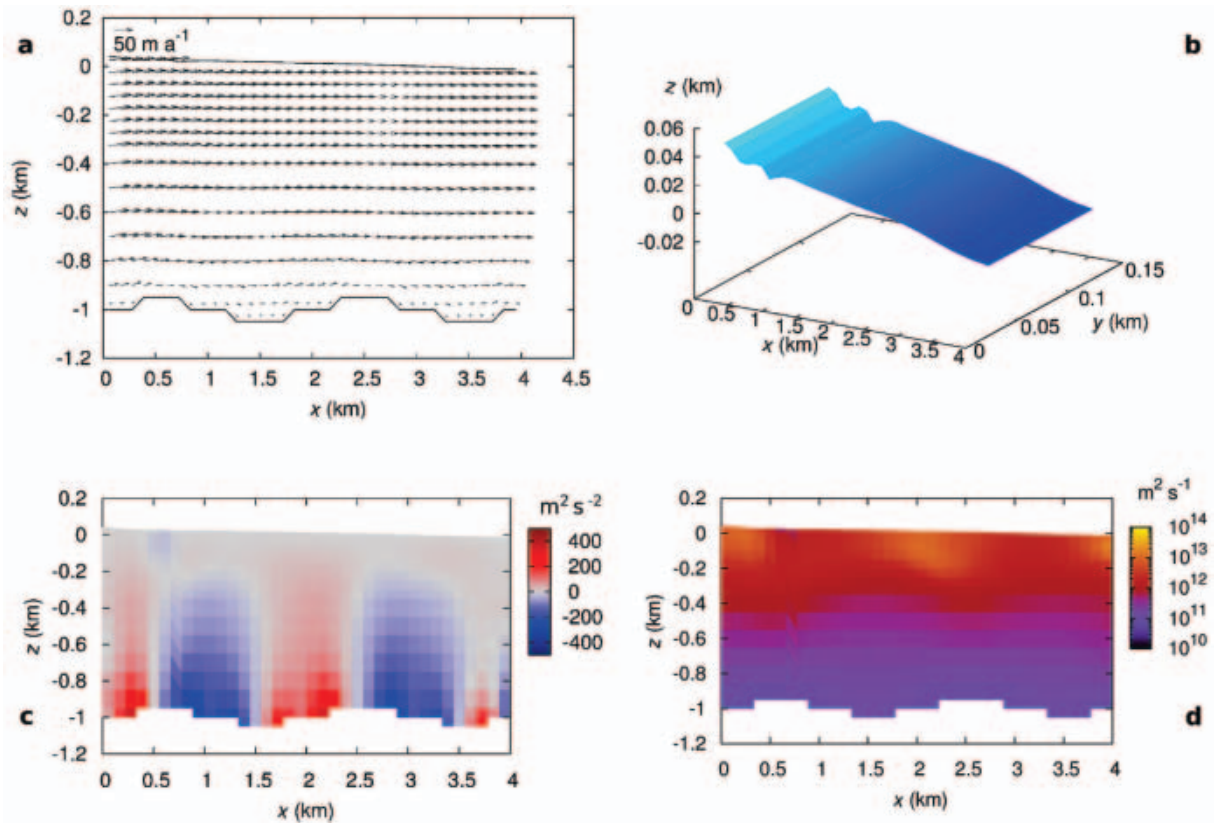 a
50 m a⁻¹
0.2
0
-0.2
-0.4
-0.6
-0.8
-1
-1.2
z (km)
0 0.5 1 1.5 2 2.5 3 3.5 4 4.5
x (km)
b
z (km)
0.06
0.04
0.02
0
-0.02
0 0.5 1 1.5 2 2.5 3 3.5 4
x (km)
0 0.05 0.1 0.15
y (km)
0.2
0
-0.2
-0.4
-0.6
-0.8
-1
-1.2
z (km)
0 0.5 1 1.5 2 2.5 3 3.5 4
x (km)
c
m² s⁻²
400
200
0
-200
-400
0.2
0
-0.2
-0.4
-0.6
-0.8
-1
-1.2
z (km)
0 0.5 1 1.5 2 2.5 3 3.5 4
x (km)
d
m² s⁻¹
10¹⁴
10¹³
10¹²
10¹¹
10¹⁰